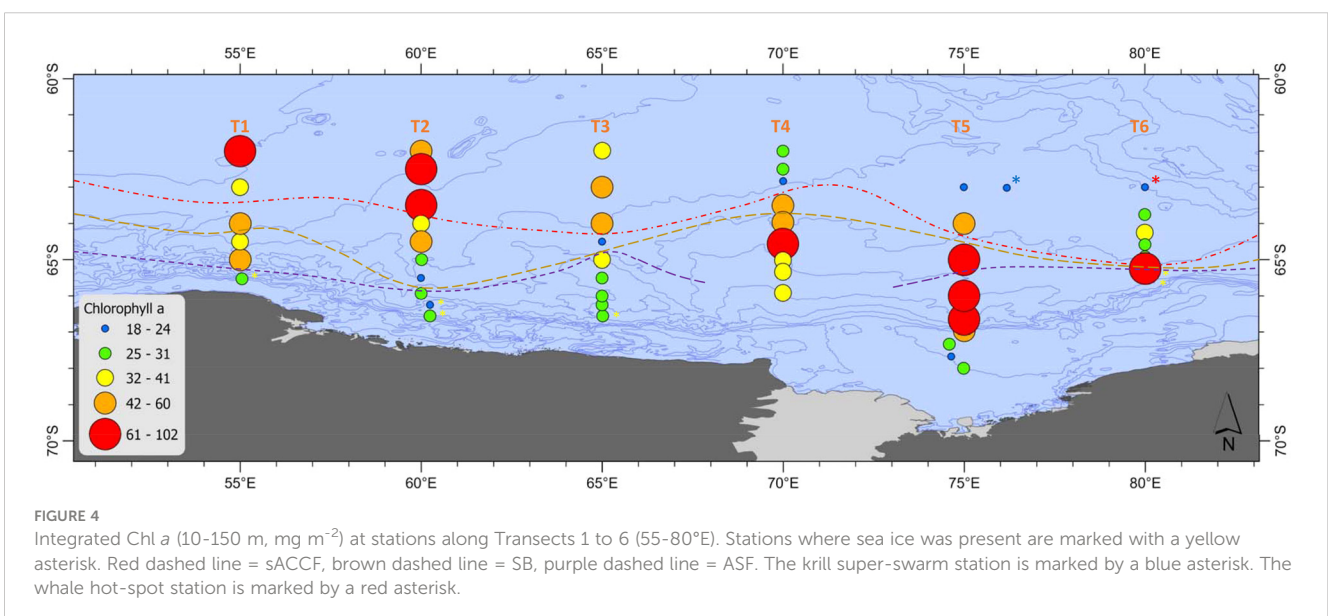 55°E 60°E 65°E 70°E 75°E 80°E
60°S 60°S
T1 T2 T3 T4 T5 T6
* *
65°S 65°S
Chlorophyll a
18 - 24
25 - 31
32 - 41
42 - 60
61 - 102
N
70°S 70°S
55°E 60°E 65°E 70°E 75°E 80°E
FIGURE 4
Integrated Chl a (10-150 m, mg m⁻²) at stations along Transects 1 to 6 (55-80°E). Stations where sea ice was present are marked with a yellow
asterisk. Red dashed line = sACCF, brown dashed line = SB, purple dashed line = ASF. The krill super-swarm station is marked by a blue asterisk. The
whale hot-spot station is marked by a red asterisk.